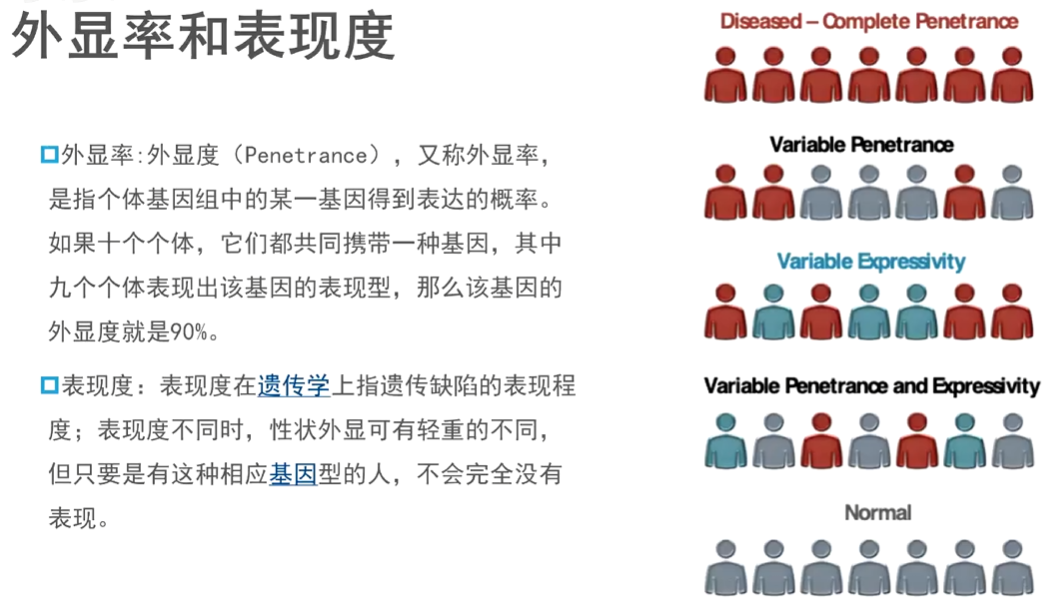 外显率和表现度
外显率:外显度（Penetrance），又称外显率，
是指个体基因组中的某一基因得到表达的概率。
如果十个个体，它们都共同携带一种基因，其中
九个个体表现出该基因的表现型，那么该基因的
外显度就是90%。
表现度：表现度在遗传学上指遗传缺陷的表现程
度；表现度不同时，性状外显可有轻重的不同，
但只要是有这种相应基因型的人，不会完全没有
表现。
Diseased – Complete Penetrance
Variable Penetrance
Variable Expressivity
Variable Penetrance and Expressivity
Normal